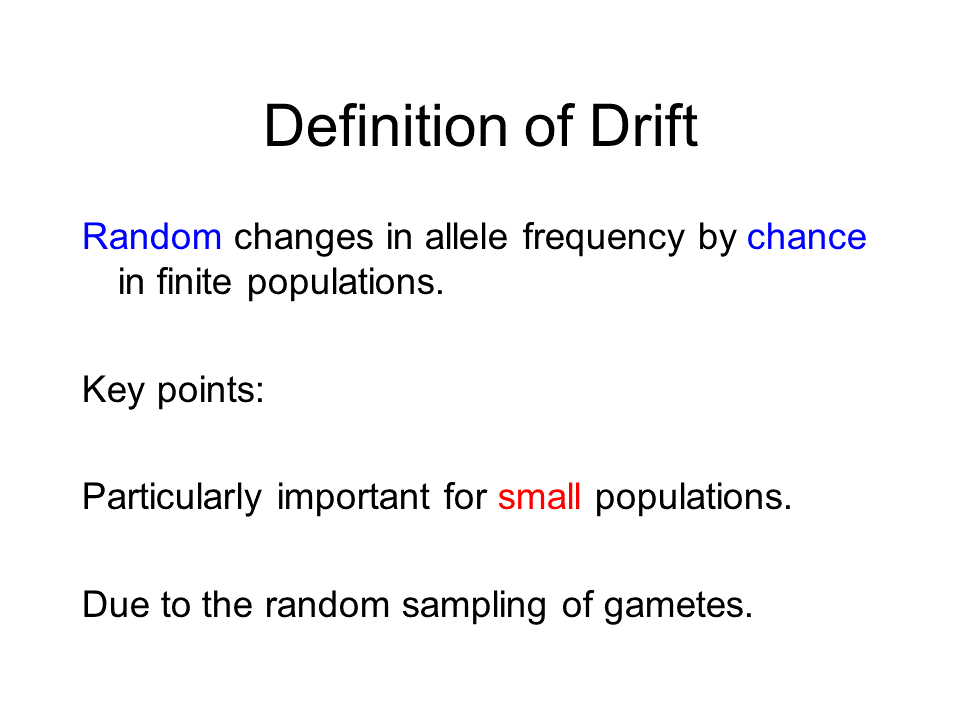 Definition of Drift
Random changes in allele frequency by chance
in finite populations.
Key points:
Particularly important for small populations.
Due to the random sampling of gametes.